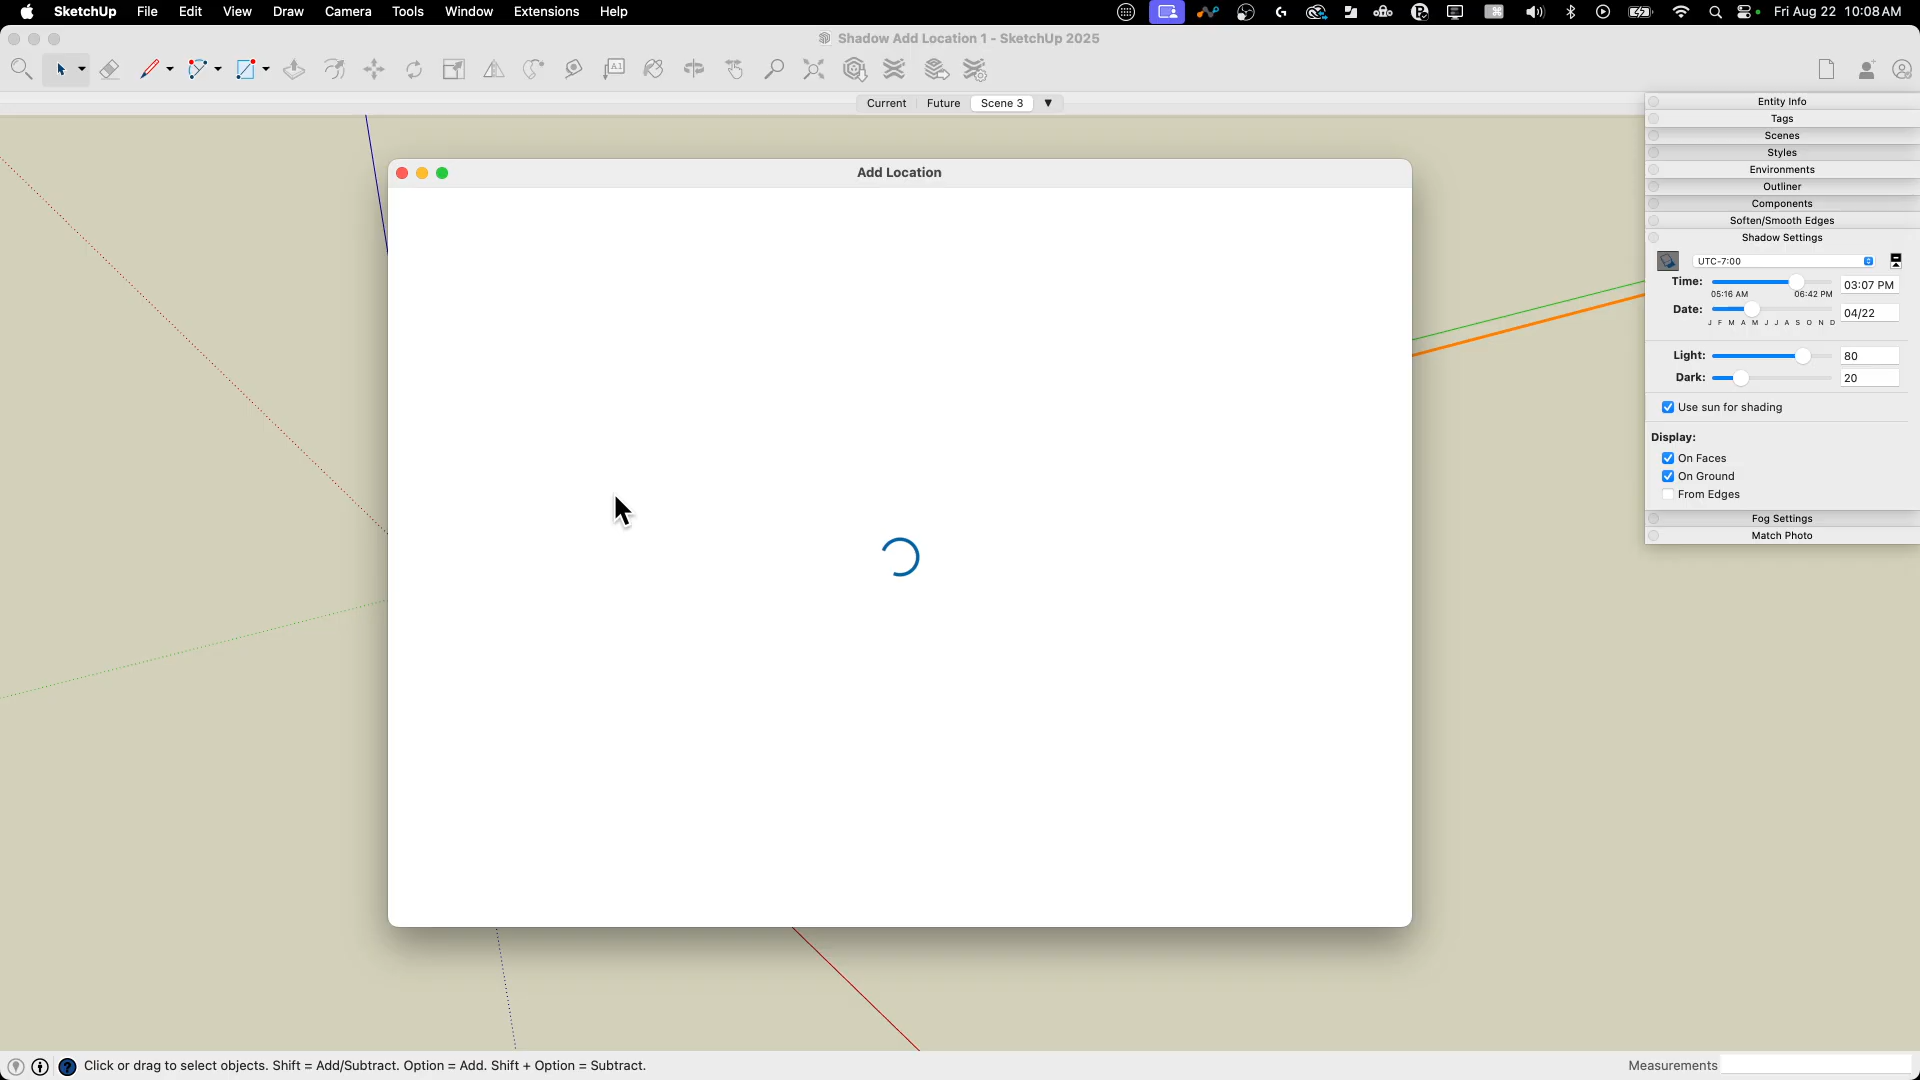 SketchUp File Edit View Draw Camera Tools Window Extensions Help
Fri Aug 22 10:08 AM
Shadow Add Location 1 - SketchUp 2025
A1
Current Future Scene 3
Add Location
Entity Info
Tags
Scenes
Styles
Environments
Outliner
Components
Soften/Smooth Edges
Shadow Settings
UTC-7:00
Time: 03:07 PM
05:16 AM 06:42 PM
Date: 04/22
J F M A M J J A S O N D
Light: 80
Dark: 20
Use sun for shading
Display:
On Faces
On Ground
From Edges
Fog Settings
Match Photo
Click or drag to select objects. Shift = Add/Subtract. Option = Add. Shift + Option = Subtract.
Measurements